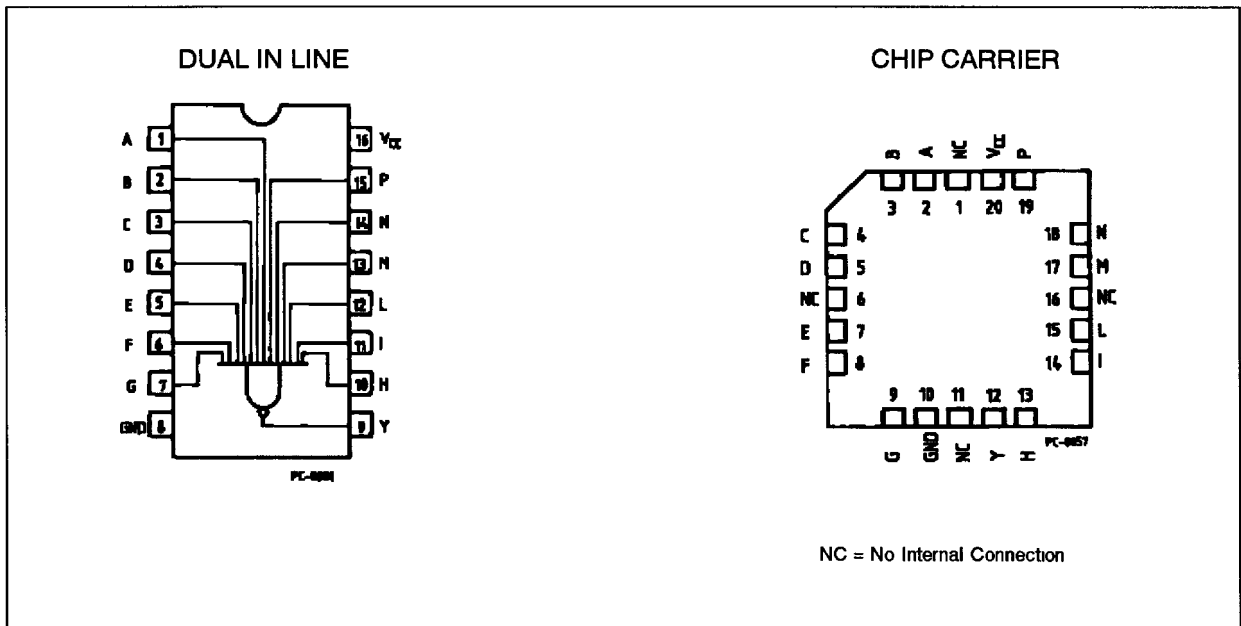 DUAL IN LINE
A 1
B 2
C 3
D 4
E 5
F 6
G 7
GND 8
16 VCC
15 P
14 N
13 M
12 L
11 I
10 H
9 Y
CHIP CARRIER
B A NC VCC P
3 2 1 20 19
C 4
D 5
NC 6
E 7
F 8
18 N
17 M
16 NC
15 L
14 I
9 10 11 12 13
G GND NC Y H
PC-0057
NC = No Internal Connection